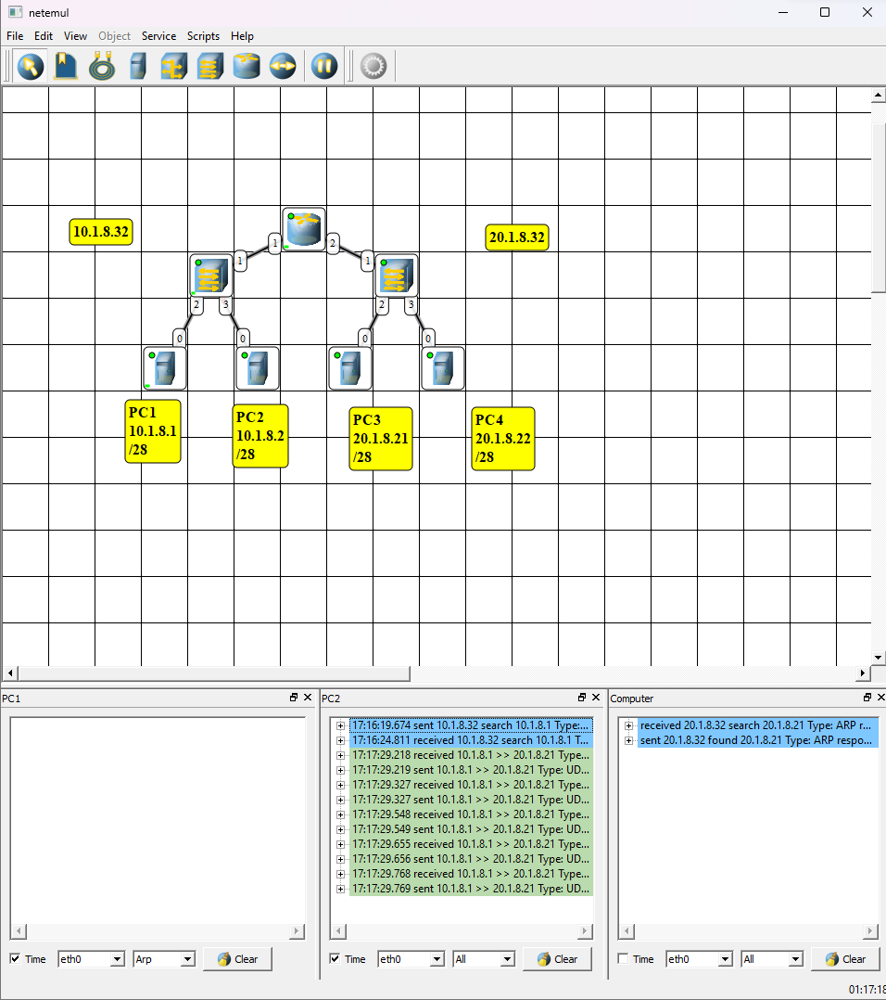 netemul
File Edit View Object Service Scripts Help
10.1.8.32
20.1.8.32
1 2
1 1
2 3 2 3
0 0 0 0
PC1
10.1.8.1
/28
PC2
10.1.8.2
/28
PC3
20.1.8.21
/28
PC4
20.1.8.22
/28
PC1
Time eth0 Arp Clear
PC2
17:16:19.674 sent 10.1.8.32 search 10.1.8.1 Type:...
17:16:24.811 received 10.1.8.32 search 10.1.8.1 T...
17:17:29.218 received 10.1.8.1 >> 20.1.8.21 Type...
17:17:29.219 sent 10.1.8.1 >> 20.1.8.21 Type: UD...
17:17:29.327 received 10.1.8.1 >> 20.1.8.21 Type...
17:17:29.327 sent 10.1.8.1 >> 20.1.8.21 Type: UD...
17:17:29.548 received 10.1.8.1 >> 20.1.8.21 Type...
17:17:29.549 sent 10.1.8.1 >> 20.1.8.21 Type: UD...
17:17:29.655 received 10.1.8.1 >> 20.1.8.21 Type...
17:17:29.656 sent 10.1.8.1 >> 20.1.8.21 Type: UD...
17:17:29.768 received 10.1.8.1 >> 20.1.8.21 Type...
17:17:29.769 sent 10.1.8.1 >> 20.1.8.21 Type: UD...
Time eth0 All Clear
Computer
received 20.1.8.32 search 20.1.8.21 Type: ARP r...
sent 20.1.8.32 found 20.1.8.21 Type: ARP respo...
Time eth0 All Clear
01:17:18